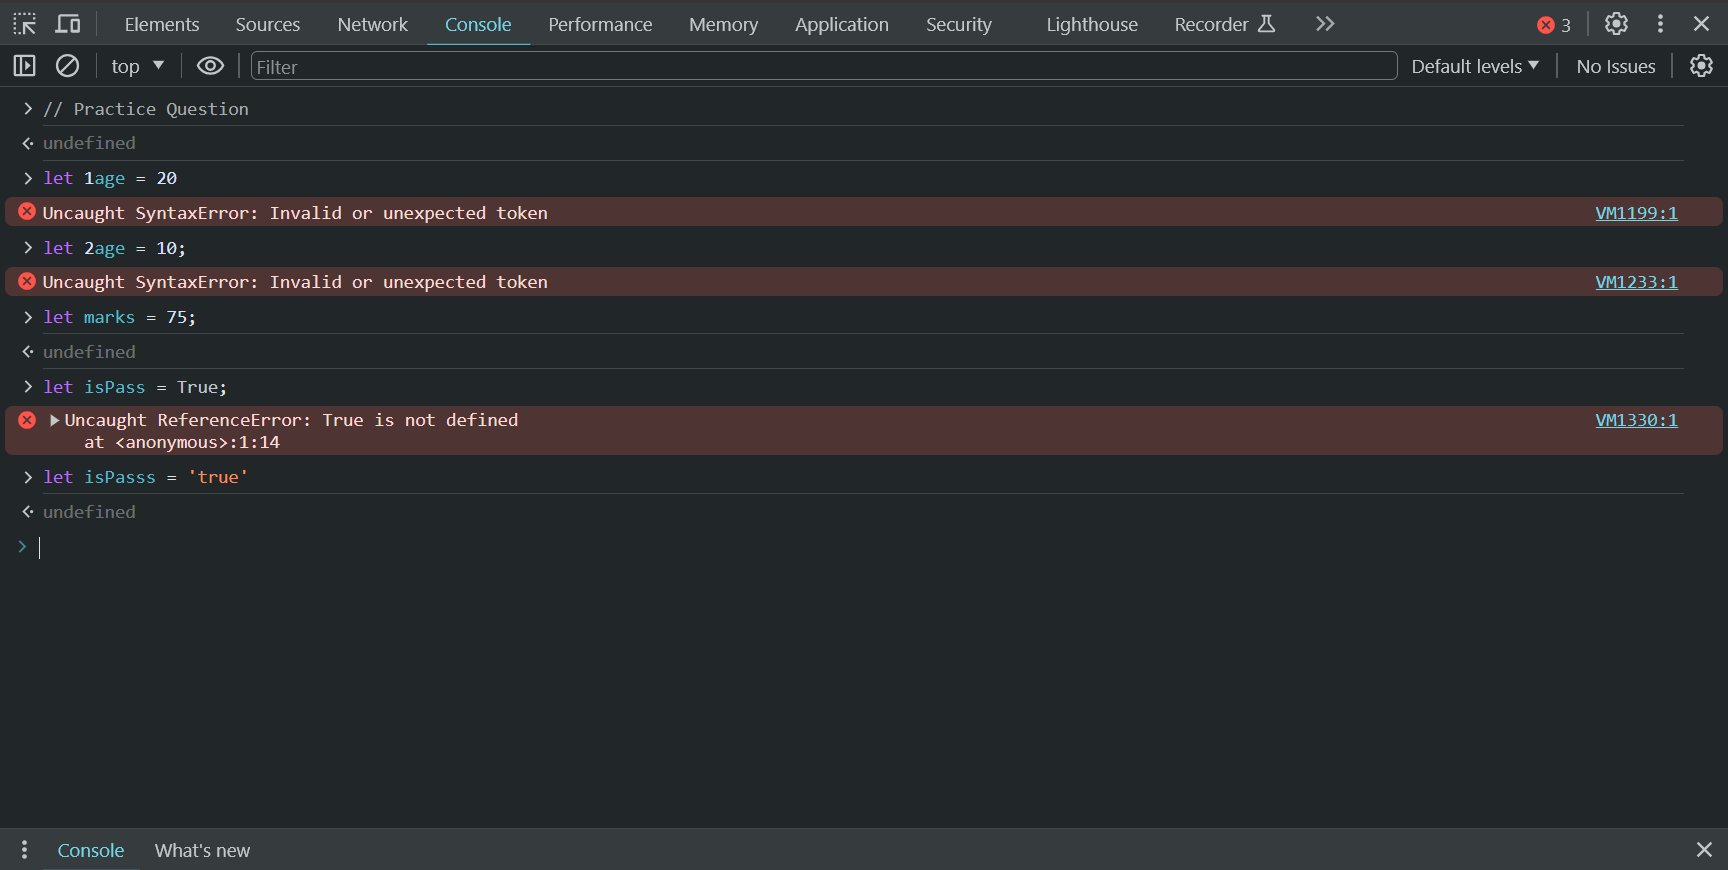 Elements Sources Network Console Performance Memory Application Security Lighthouse Recorder 3
top Filter Default levels No Issues
> // Practice Question
undefined
> let 1age = 20
Uncaught SyntaxError: Invalid or unexpected token VM1199:1
> let 2age = 10;
Uncaught SyntaxError: Invalid or unexpected token VM1233:1
> let marks = 75;
undefined
> let isPass = True;
Uncaught ReferenceError: True is not defined VM1330:1
at <anonymous>:1:14
> let isPasss = 'true'
undefined
>
Console What's new